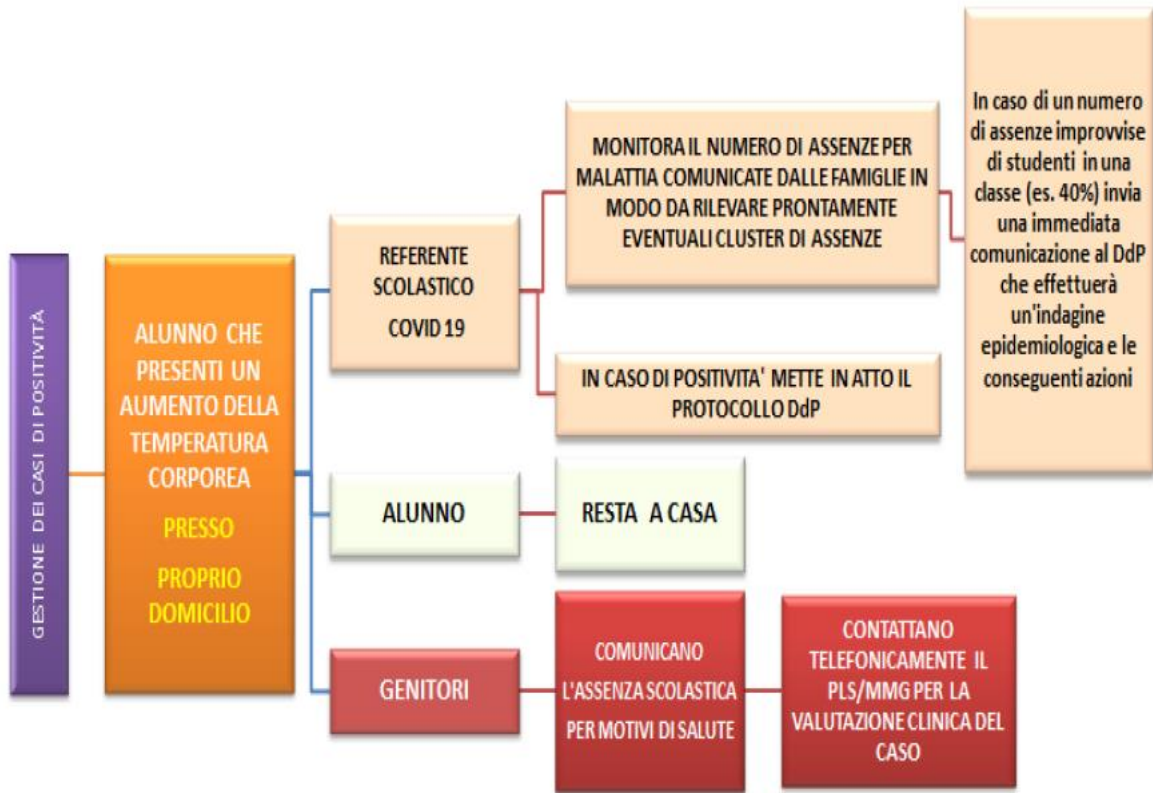 GESTIONE DEI CASI DI POSITIVITÀ
ALUNNO CHE
PRESENTI UN
AUMENTO DELLA
TEMPERATURA
CORPOREA
PRESSO
PROPRIO
DOMICILIO
REFERENTE
SCOLASTICO
COVID 19
MONITORA IL NUMERO DI ASSENZE PER
MALATTIA COMUNICATE DALLE FAMIGLIE IN
MODO DA RILEVARE PRONTAMENTE
EVENTUALI CLUSTER DI ASSENZE
In caso di un numero
di assenze improvvise
di studenti in una
classe (es. 40%) invia
una immediata
comunicazione al DdP
che effettuerà
un'indagine
epidemiologica e le
conseguenti azioni
IN CASO DI POSITIVITA' METTE IN ATTO IL
PROTOCOLLO DdP
ALUNNO
RESTA A CASA
GENITORI
COMUNICANO
L'ASSENZA SCOLASTICA
PER MOTIVI DI SALUTE
CONTATTANO
TELEFONICAMENTE IL
PLS/MMG PER LA
VALUTAZIONE CLINICA DEL
CASO